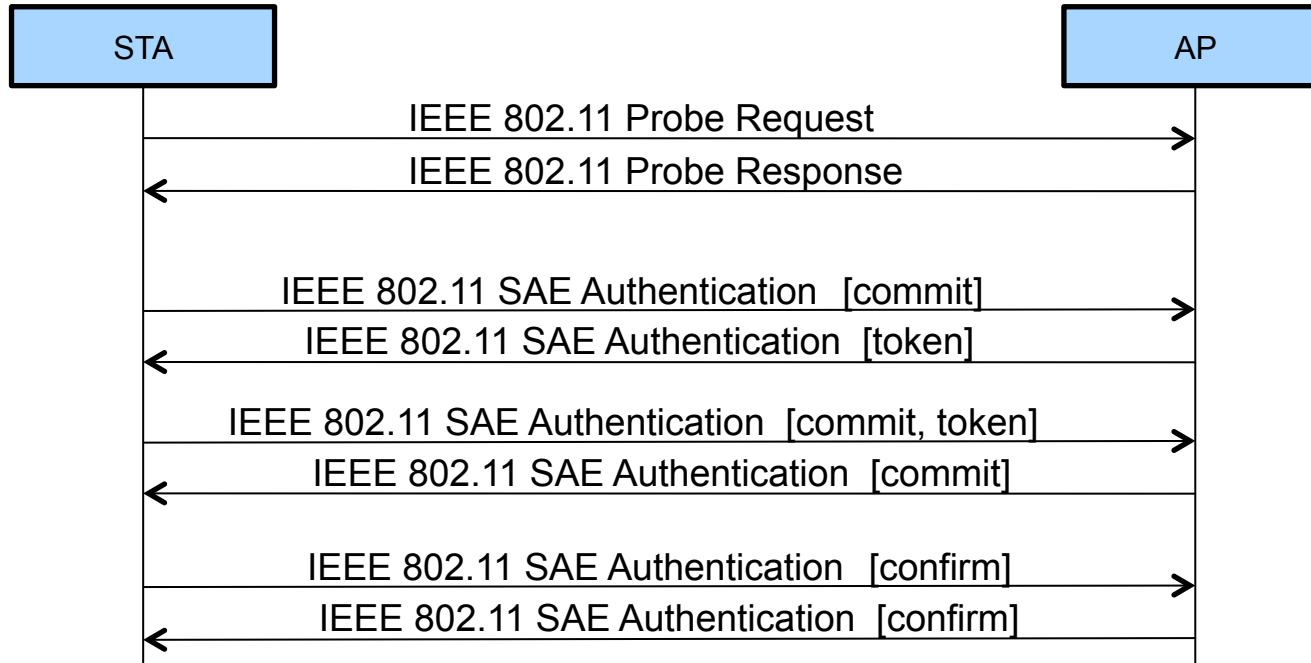 STA
AP
IEEE 802.11 Probe Request
IEEE 802.11 Probe Response
IEEE 802.11 SAE Authentication [commit]
IEEE 802.11 SAE Authentication [token]
IEEE 802.11 SAE Authentication [commit, token]
IEEE 802.11 SAE Authentication [commit]
IEEE 802.11 SAE Authentication [confirm]
IEEE 802.11 SAE Authentication [confirm]